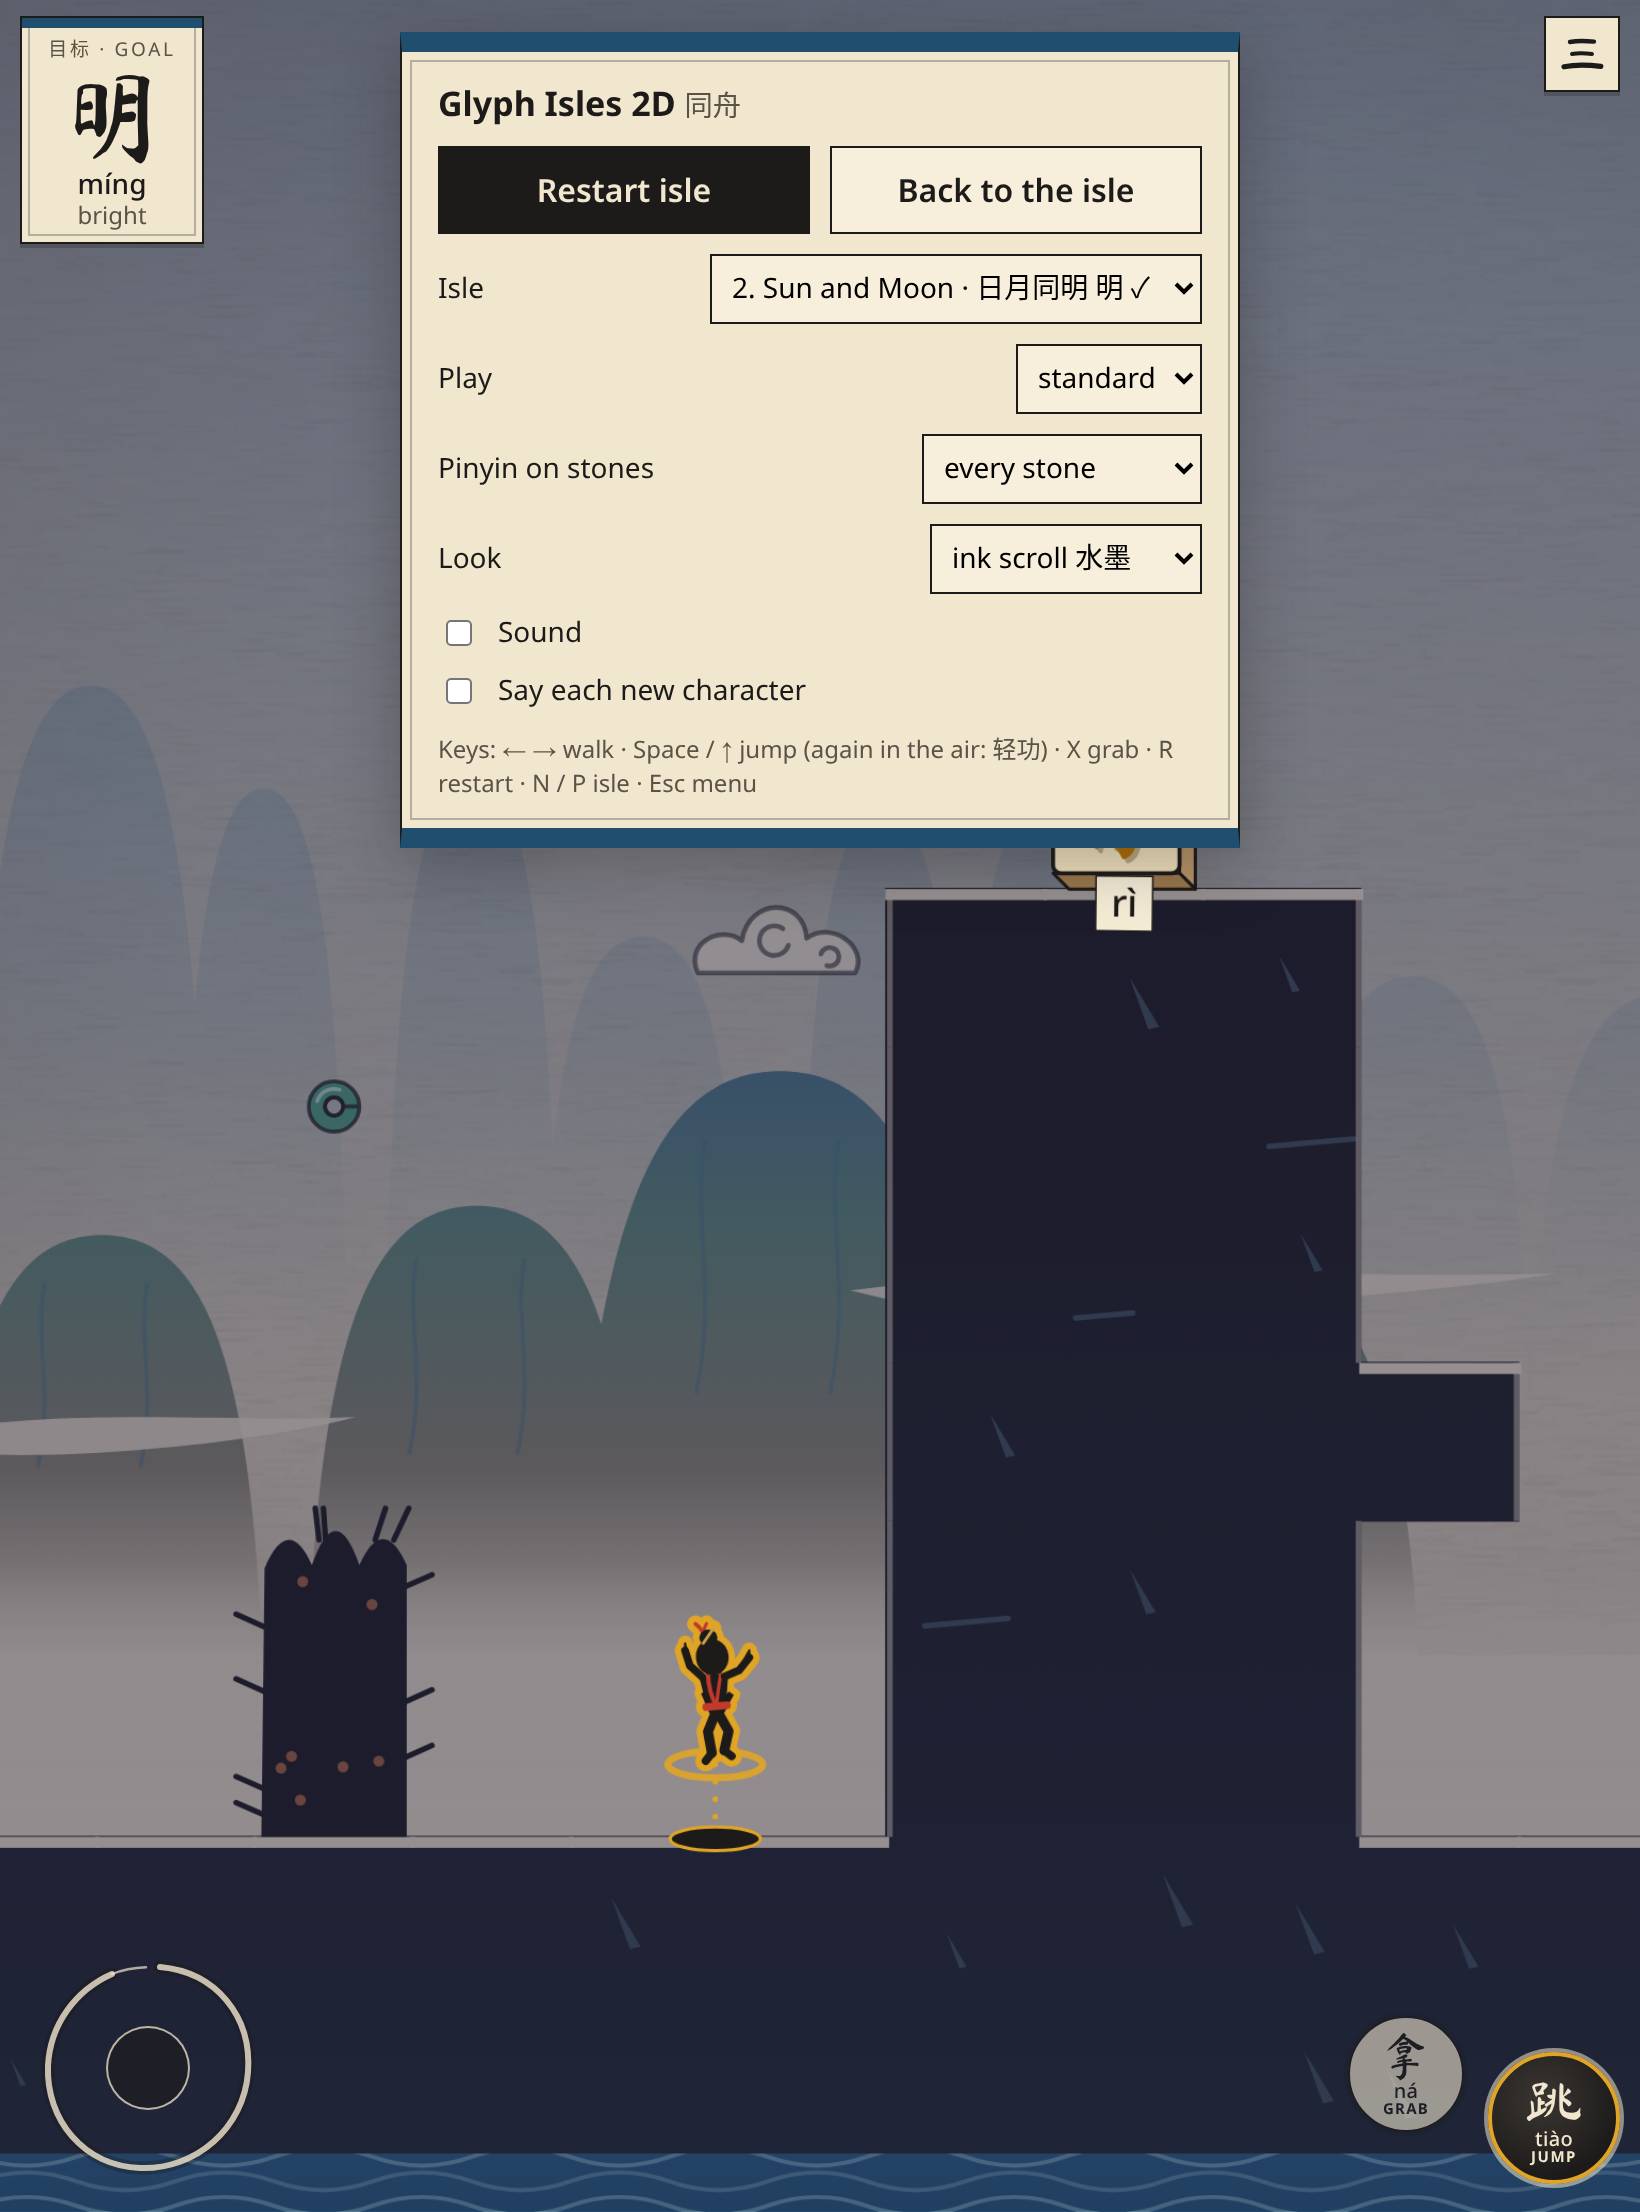 目标 · GOAL
明
míng
bright
三
Glyph Isles 2D 同舟
Restart isle
Back to the isle
Isle
2. Sun and Moon · 日月同明 明 ✓
Play
standard
Pinyin on stones
every stone
Look
ink scroll 水墨
Sound
Say each new character
Keys: ← → walk · Space / ↑ jump (again in the air: 轻功) · X grab · R
restart · N / P isle · Esc menu
rì
拿
ná
GRAB
跳
tiào
JUMP